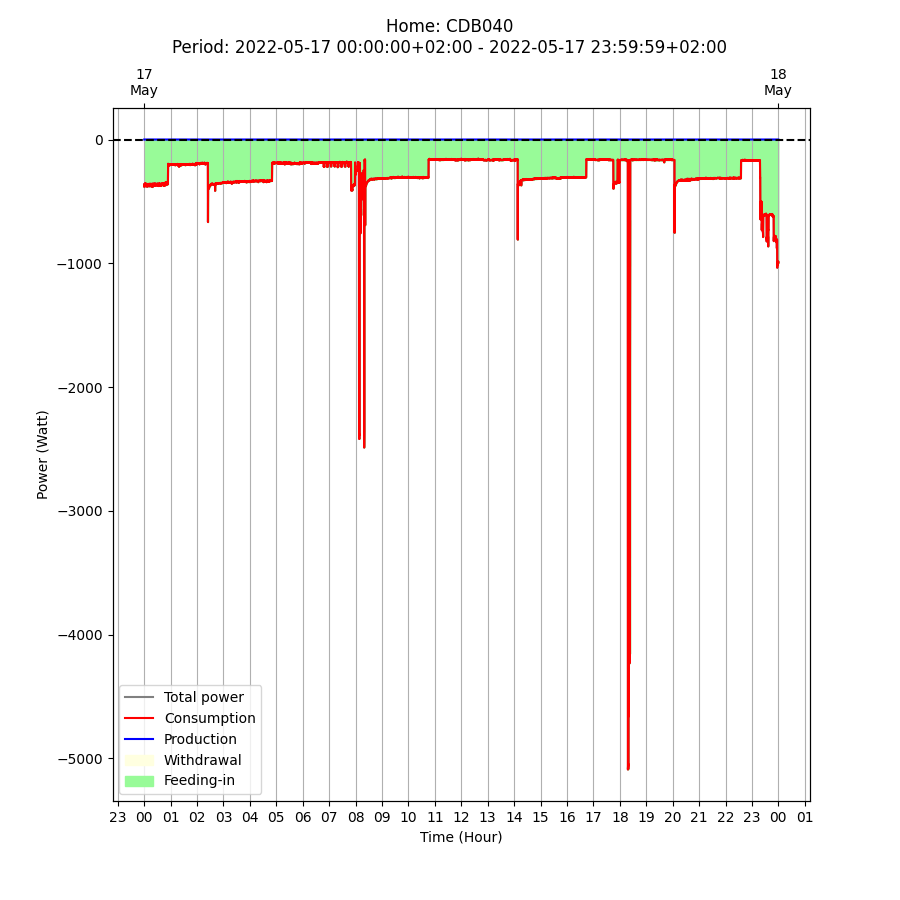 Home: CDB040
Period: 2022-05-17 00:00:00+02:00 - 2022-05-17 23:59:59+02:00
17 18
May May
0
−1000
−2000
−3000
−4000
−5000
Power (Watt)
Total power
Consumption
Production
Withdrawal
Feeding-in
23 00 01 02 03 04 05 06 07 08 09 10 11 12 13 14 15 16 17 18 19 20 21 22 23 00 01
Time (Hour)